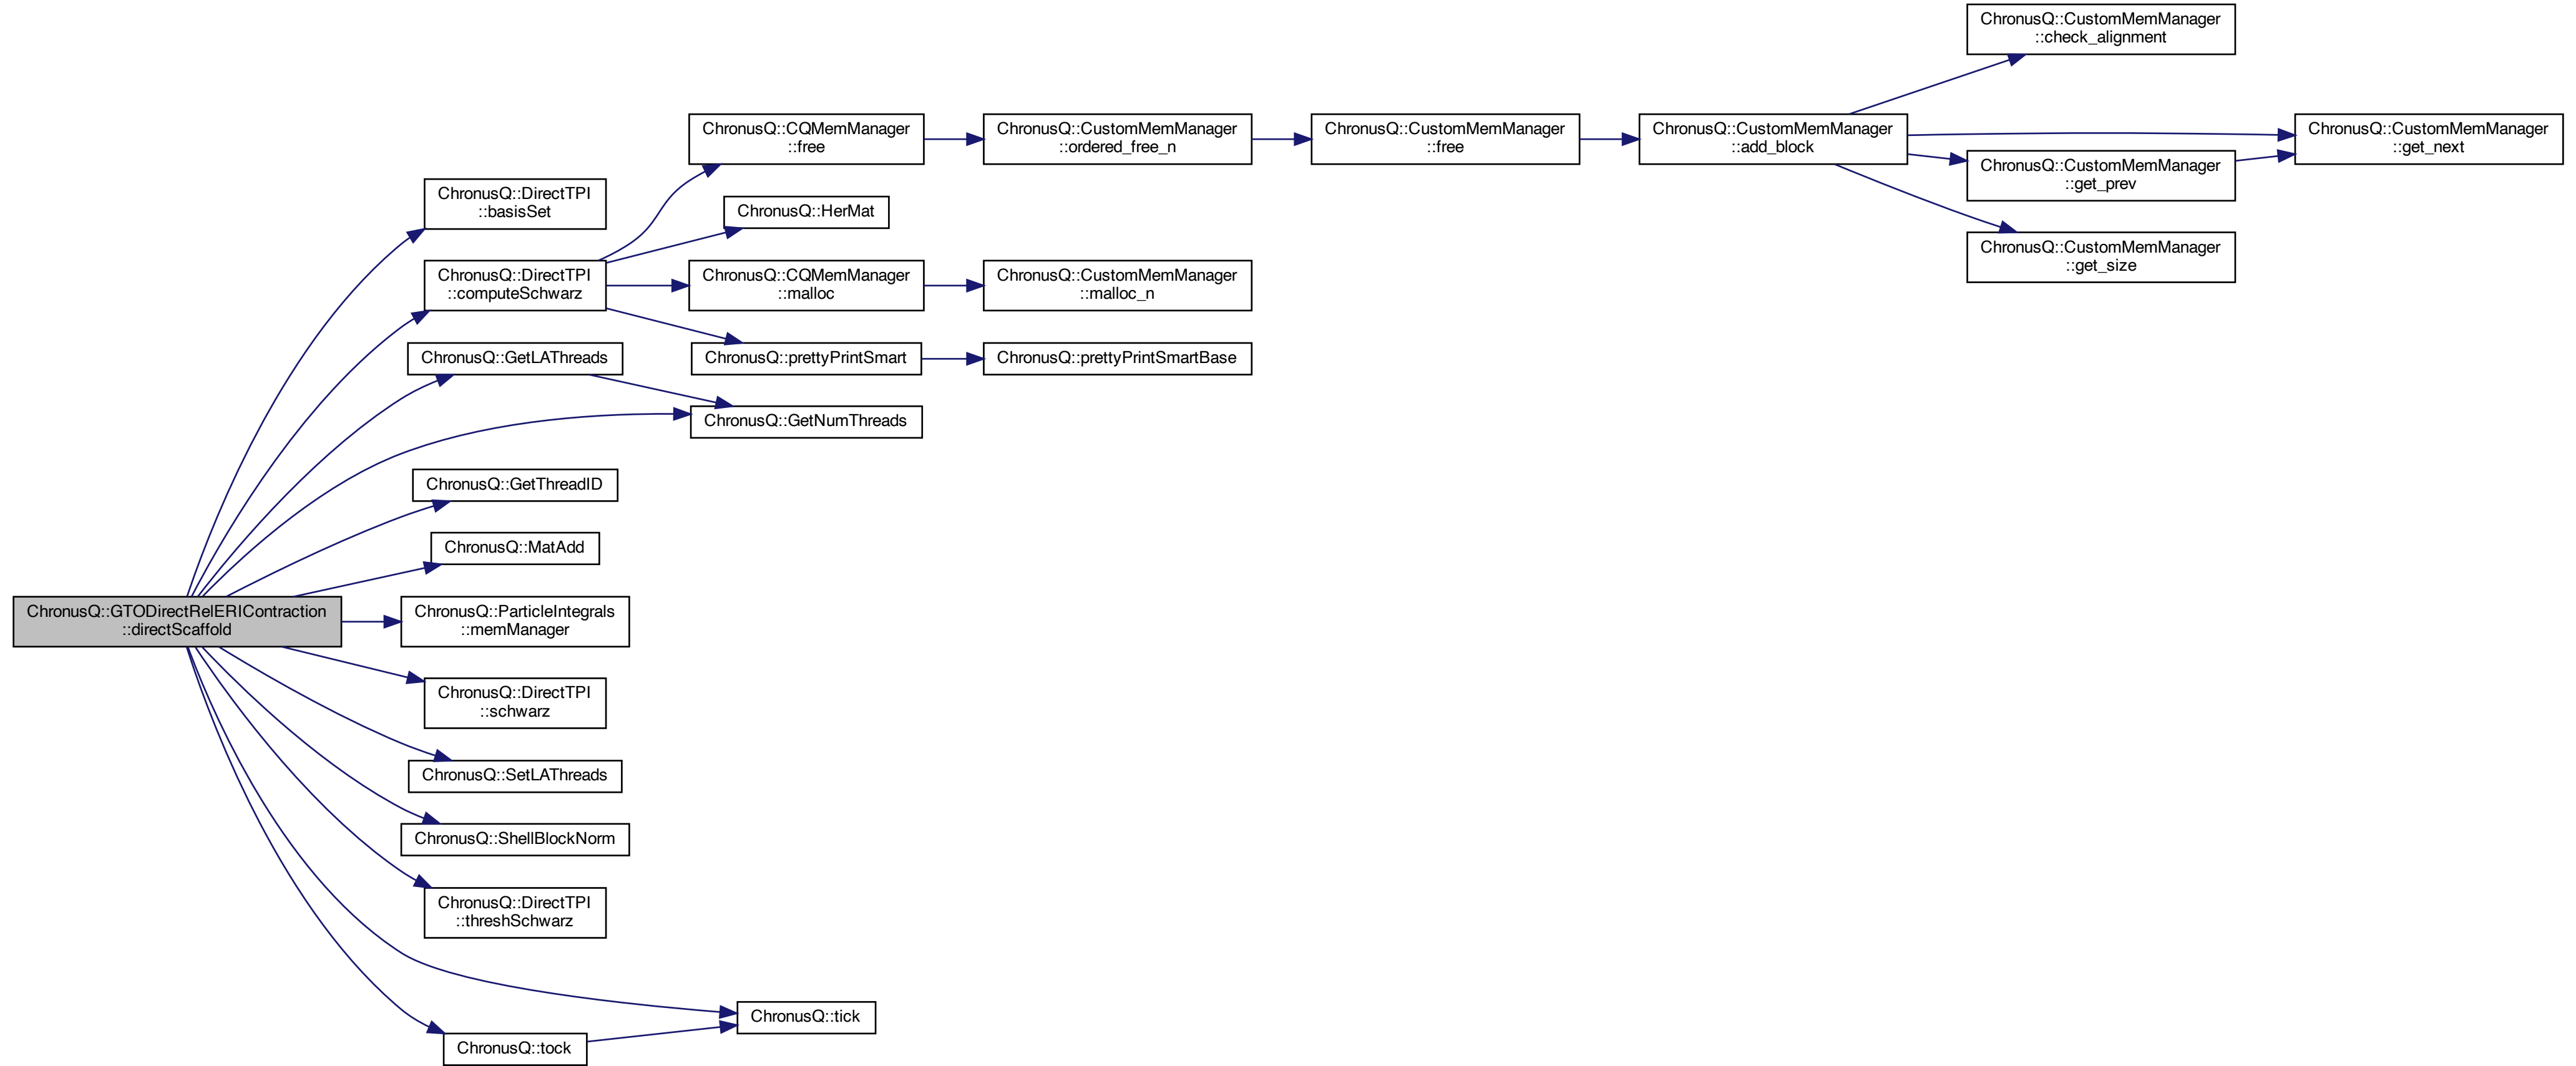 ChronusQ::GTODirectRelERIContraction
::directScaffold
ChronusQ::DirectTPI
::basisSet
ChronusQ::DirectTPI
::computeSchwarz
ChronusQ::GetLAThreads
ChronusQ::GetThreadID
ChronusQ::MatAdd
ChronusQ::ParticleIntegrals
::memManager
ChronusQ::DirectTPI
::schwarz
ChronusQ::SetLAThreads
ChronusQ::ShellBlockNorm
ChronusQ::DirectTPI
::threshSchwarz
ChronusQ::tock
ChronusQ::CQMemManager
::free
ChronusQ::HerMat
ChronusQ::CQMemManager
::malloc
ChronusQ::prettyPrintSmart
ChronusQ::GetNumThreads
ChronusQ::tick
ChronusQ::CustomMemManager
::ordered_free_n
ChronusQ::CustomMemManager
::malloc_n
ChronusQ::prettyPrintSmartBase
ChronusQ::CustomMemManager
::free
ChronusQ::CustomMemManager
::add_block
ChronusQ::CustomMemManager
::check_alignment
ChronusQ::CustomMemManager
::get_prev
ChronusQ::CustomMemManager
::get_size
ChronusQ::CustomMemManager
::get_next